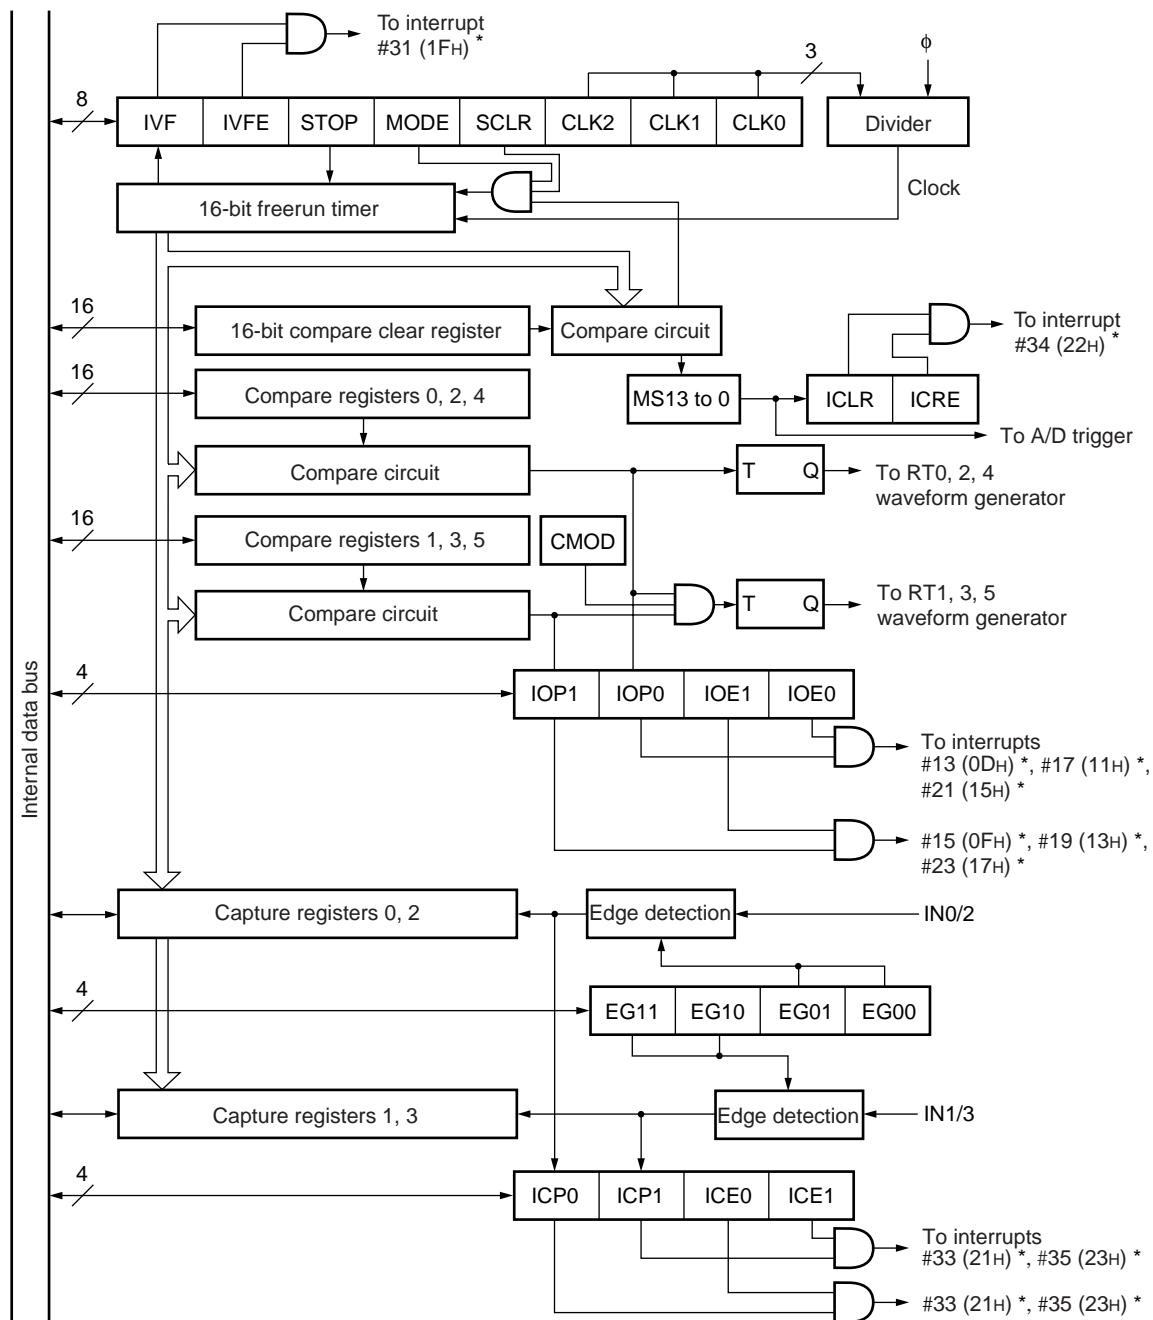 To interrupt
#31 (1FH) *
3
ϕ
8
IVF IVFE STOP MODE SCLR CLK2 CLK1 CLK0
Divider
16-bit freerun timer
Clock
16
16-bit compare clear register
Compare circuit
To interrupt
#34 (22H) *
16
Compare registers 0, 2, 4
MS13 to 0
ICLR ICRE
To A/D trigger
Compare circuit
T Q
To RT0, 2, 4
waveform generator
16
Compare registers 1, 3, 5
CMOD
Compare circuit
T Q
To RT1, 3, 5
waveform generator
Internal data bus
4
IOP1 IOP0 IOE1 IOE0
To interrupts
#13 (0DH) *, #17 (11H) *,
#21 (15H) *
#15 (0FH) *, #19 (13H) *,
#23 (17H) *
Capture registers 0, 2
Edge detection
IN0/2
4
EG11 EG10 EG01 EG00
Capture registers 1, 3
Edge detection
IN1/3
4
ICP0 ICP1 ICE0 ICE1
To interrupts
#33 (21H) *, #35 (23H) *
#33 (21H) *, #35 (23H) *